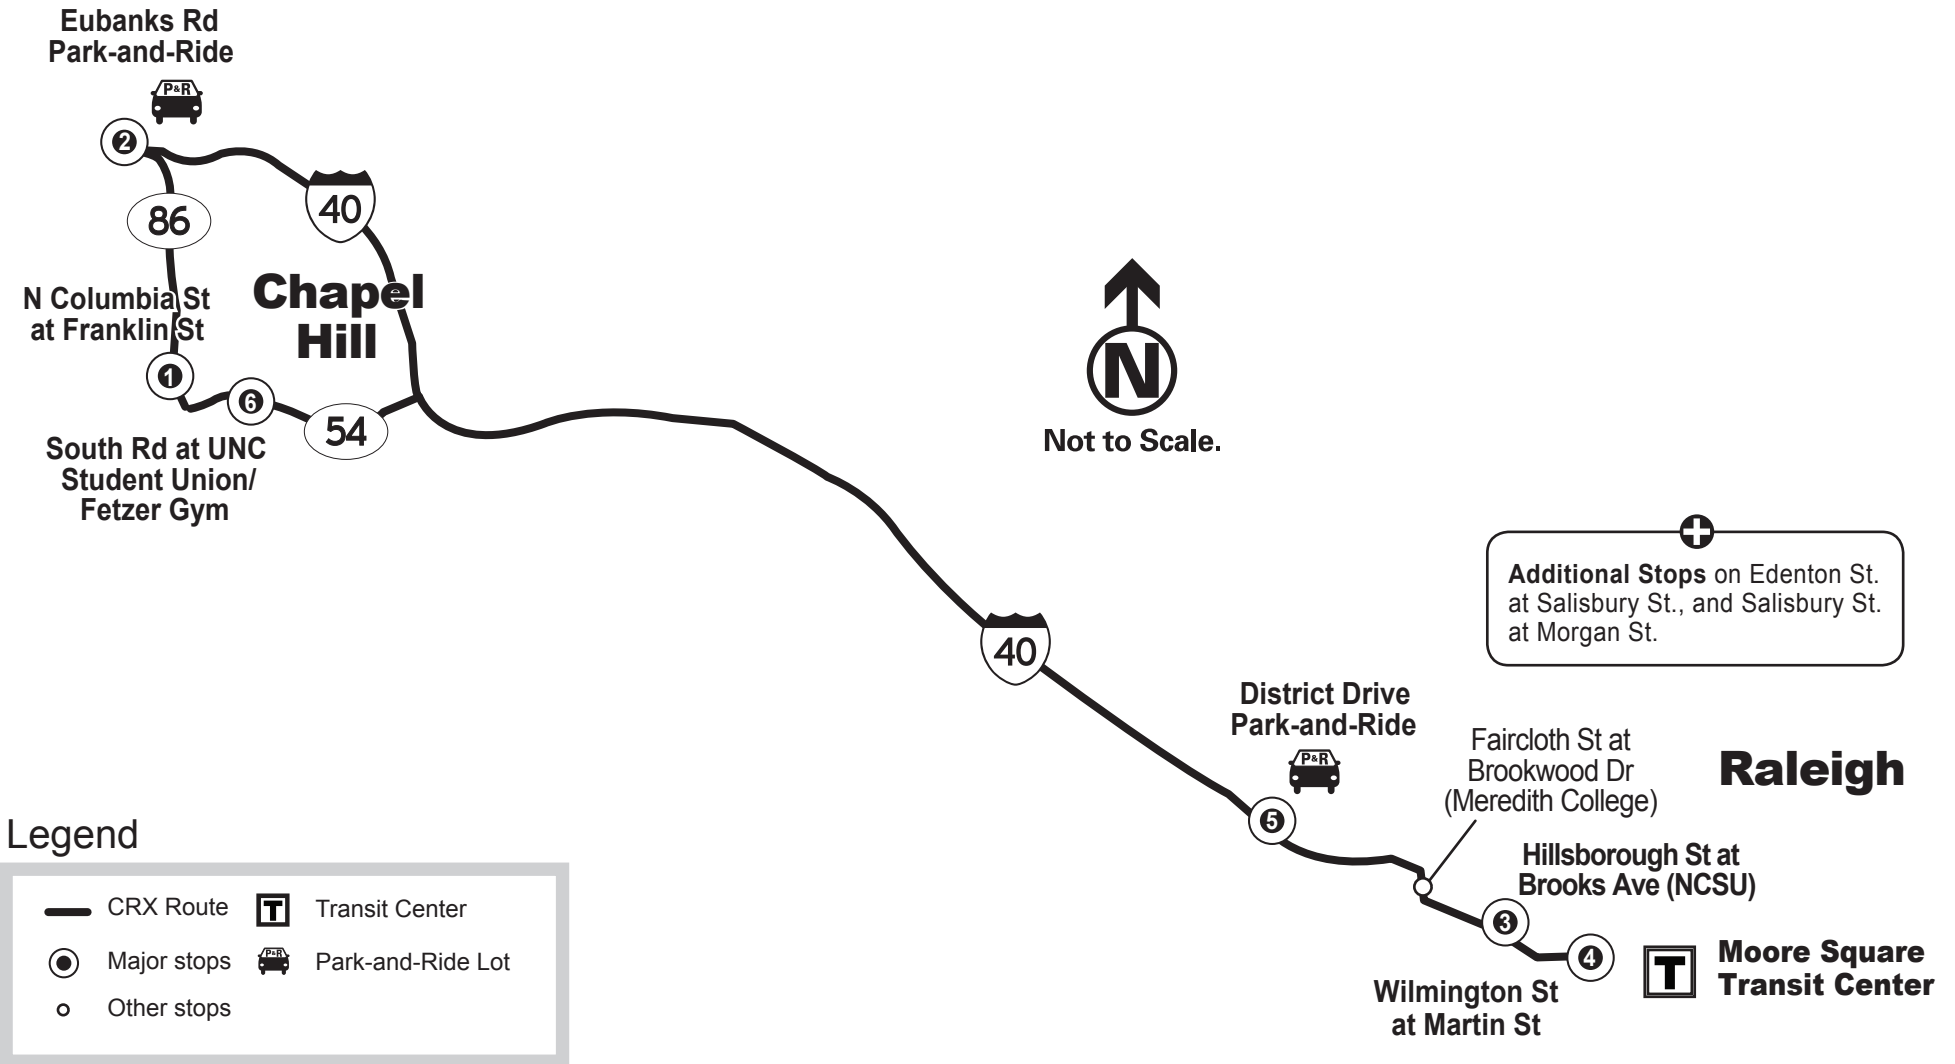 Eubanks Rd
Park-and-Ride
P&R
2
86
40
N Columbia St
at Franklin St
Chapel
Hill
1
6
54
South Rd at UNC
Student Union/
Fetzer Gym
N
Not to Scale.
Additional Stops on Edenton St.
at Salisbury St., and Salisbury St.
at Morgan St.
40
District Drive
Park-and-Ride
P&R
5
Faircloth St at
Brookwood Dr
(Meredith College)
Raleigh
Hillsborough St at
Brooks Ave (NCSU)
3
4
Wilmington St
at Martin St
T
Moore Square
Transit Center
Legend
CRX Route
T
Transit Center
Major stops
P&R
Park-and-Ride Lot
Other stops